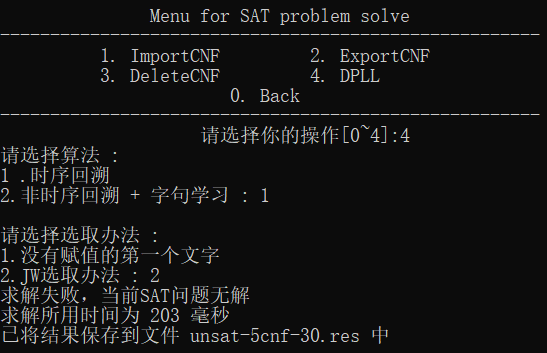 Menu for SAT problem solve
------------------------------------------------------
1. ImportCNF 2. ExportCNF
3. DeleteCNF 4. DPLL
0. Back
------------------------------------------------------
请选择你的操作[0~4]:4
请选择算法 :
1 .时序回溯
2.非时序回溯 + 字句学习 : 1
请选择选取办法 :
1.没有赋值的第一个文字
2.JW选取办法 : 2
求解失败, 当前SAT问题无解
求解所用时间为 203 毫秒
已将结果保存到文件 unsat-5cnf-30.res 中